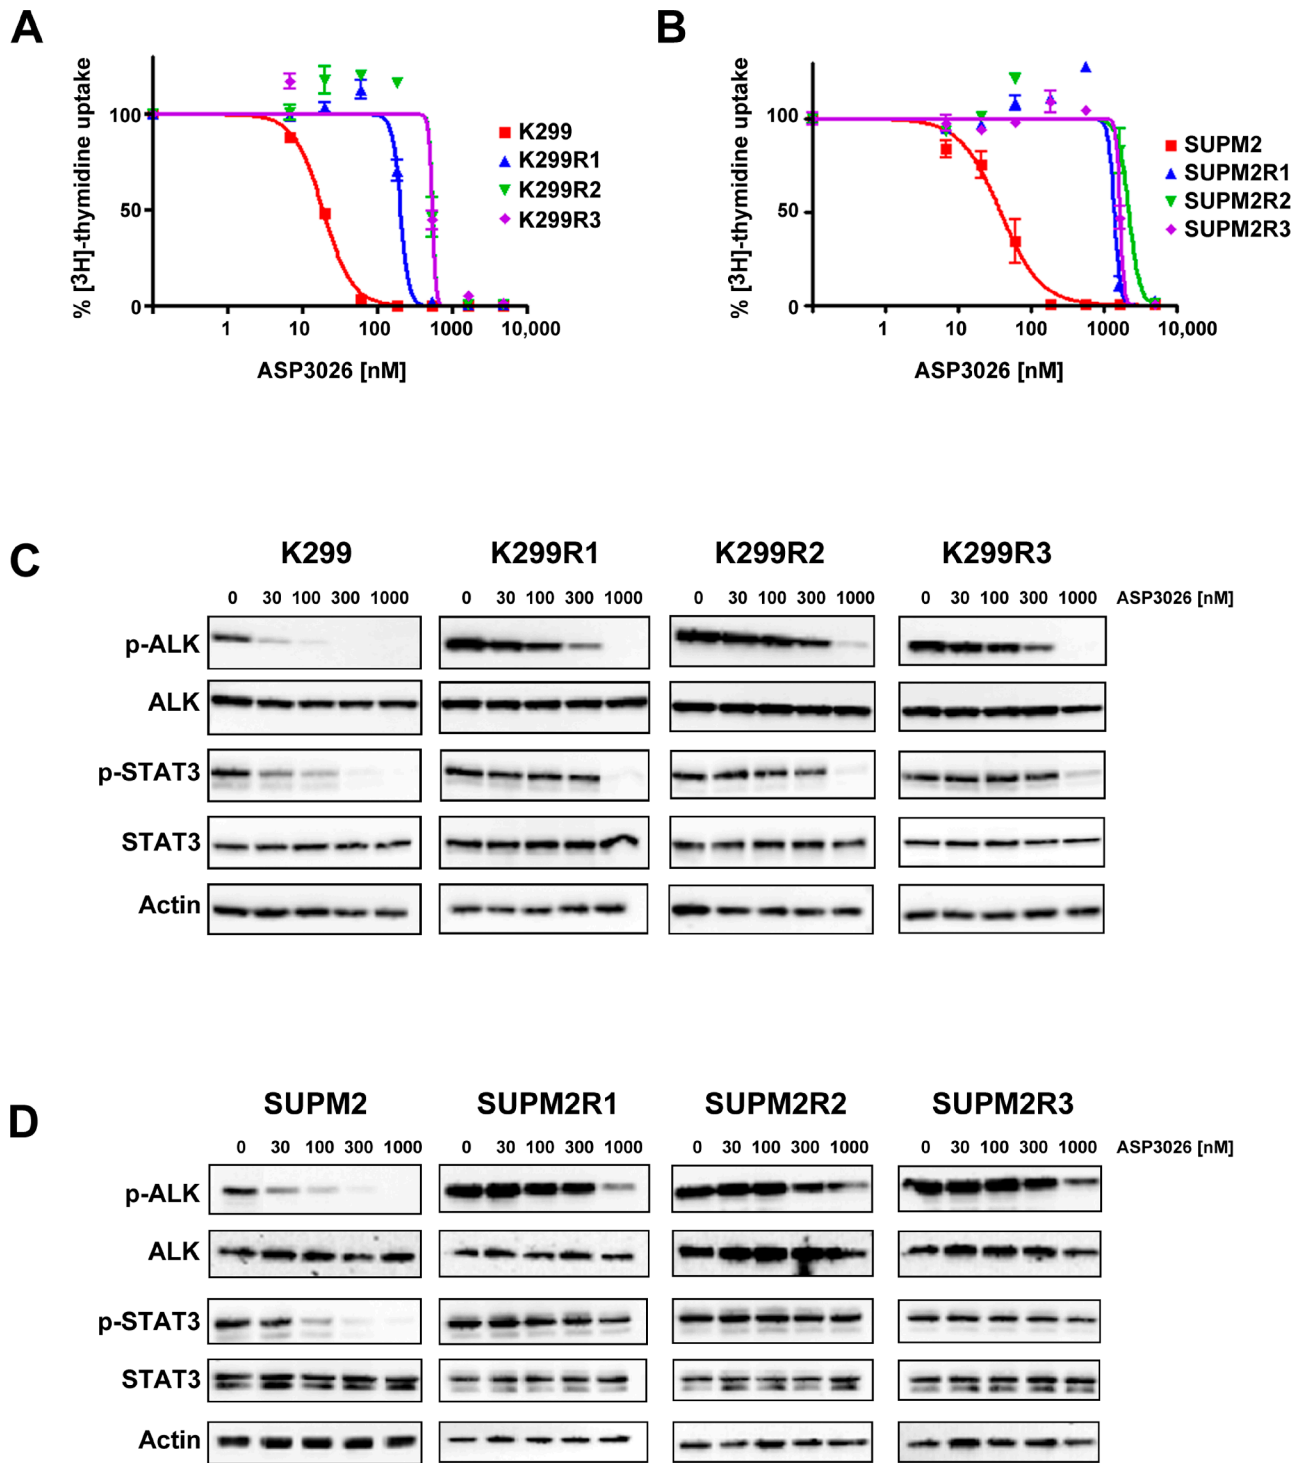 A
% [3H]-thymidine uptake
100
50
0
1 10 100 1000 10,000
ASP3026 [nM]
K299
K299R1
K299R2
K299R3
B
% [3H]-thymidine uptake
100
50
0
1 10 100 1000 10,000
ASP3026 [nM]
SUPM2
SUPM2R1
SUPM2R2
SUPM2R3
C
K299 K299R1 K299R2 K299R3
0 30 100 300 1000 0 30 100 300 1000 0 30 100 300 1000 0 30 100 300 1000 ASP3026 [nM]
p-ALK
ALK
p-STAT3
STAT3
Actin
D
SUPM2 SUPM2R1 SUPM2R2 SUPM2R3
0 30 100 300 1000 0 30 100 300 1000 0 30 100 300 1000 0 30 100 300 1000 ASP3026 [nM]
p-ALK
ALK
p-STAT3
STAT3
Actin